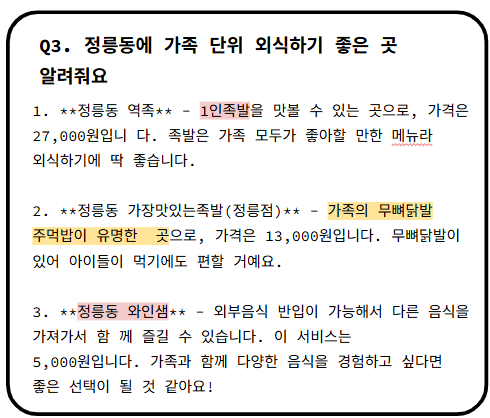 Q3. 정릉동에 가족 단위 외식하기 좋은 곳
알려줘요
1. **정릉동 역족** - 1인족발을 맛볼 수 있는 곳으로, 가격은
27,000원입니 다. 족발은 가족 모두가 좋아할 만한 메뉴라
외식하기에 딱 좋습니다.
2. **정릉동 가장맛있는족발(정릉점)** - 가족의 무뼈닭발
주먹밥이 유명한 곳으로, 가격은 13,000원입니다. 무뼈닭발이
있어 아이들이 먹기에도 편할 거예요.
3. **정릉동 와인샘** - 외부음식 반입이 가능해서 다른 음식을
가져가서 함 께 즐길 수 있습니다. 이 서비스는
5,000원입니다. 가족과 함께 다양한 음식을 경험하고 싶다면
좋은 선택이 될 것 같아요!